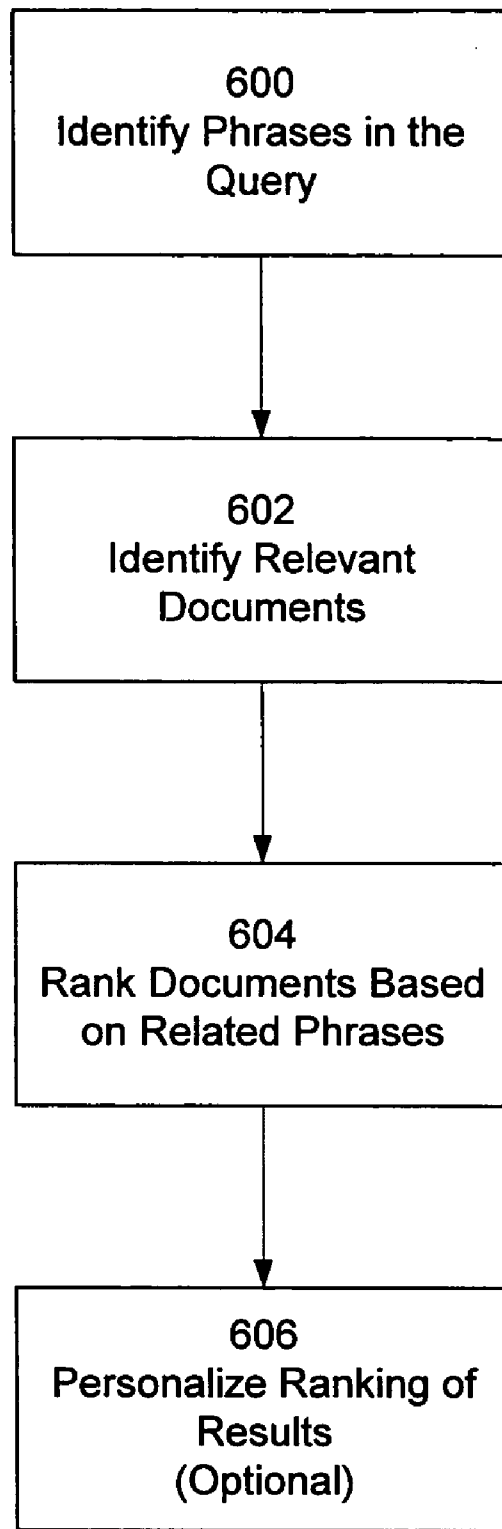 600
Identify Phrases in the
Query
602
Identify Relevant
Documents
604
Rank Documents Based
on Related Phrases
606
Personalize Ranking of
Results
(Optional)